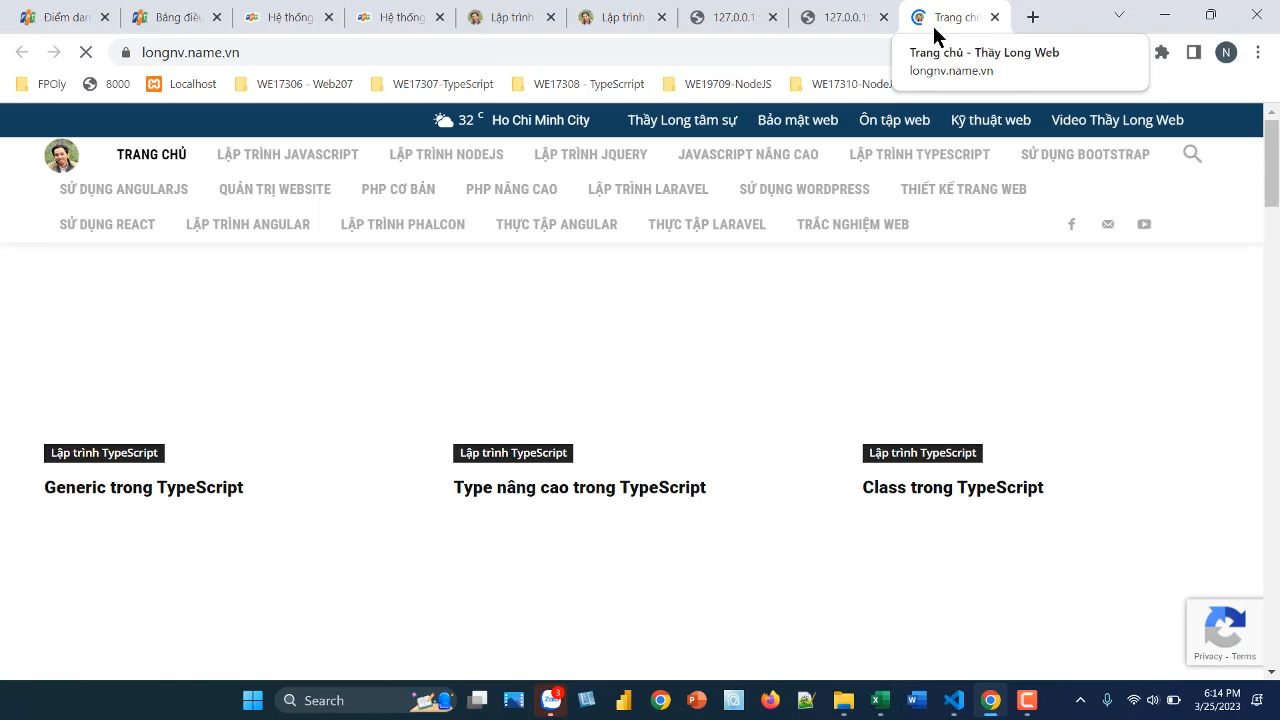 Điểm dan
Bảng điều
Hệ thống
Hệ thống
Lập trình
Lập trình
127.0.0.1:
127.0.0.1:
Trang chủ
longnv.name.vn
N
Trang chủ - Thầy Long Web
longnv.name.vn
FPOly
8000
Localhost
WE17306 - Web207
WE17307-TypeScript
WE17308 - TypeScrript
WE19709-NodeJS
WE17310-NodeJ
32 C Ho Chi Minh City
Thầy Long tâm sự
Bảo mật web
Ôn tập web
Kỹ thuật web
Video Thầy Long Web
TRANG CHỦ
LẬP TRÌNH JAVASCRIPT
LẬP TRÌNH NODEJS
LẬP TRÌNH JQUERY
JAVASCRIPT NÂNG CAO
LẬP TRÌNH TYPESCRIPT
SỬ DỤNG BOOTSTRAP
SỬ DỤNG ANGULARJS
QUẢN TRỊ WEBSITE
PHP CƠ BẢN
PHP NÂNG CAO
LẬP TRÌNH LARAVEL
SỬ DỤNG WORDPRESS
THIẾT KẾ TRANG WEB
SỬ DỤNG REACT
LẬP TRÌNH ANGULAR
LẬP TRÌNH PHALCON
THỰC TẬP ANGULAR
THỰC TẬP LARAVEL
TRẮC NGHIỆM WEB
Lập trình TypeScript
Generic trong TypeScript
Lập trình TypeScript
Type nâng cao trong TypeScript
Lập trình TypeScript
Class trong TypeScript
Privacy - Terms
Search
Zalo
3
6:14 PM
3/25/2023